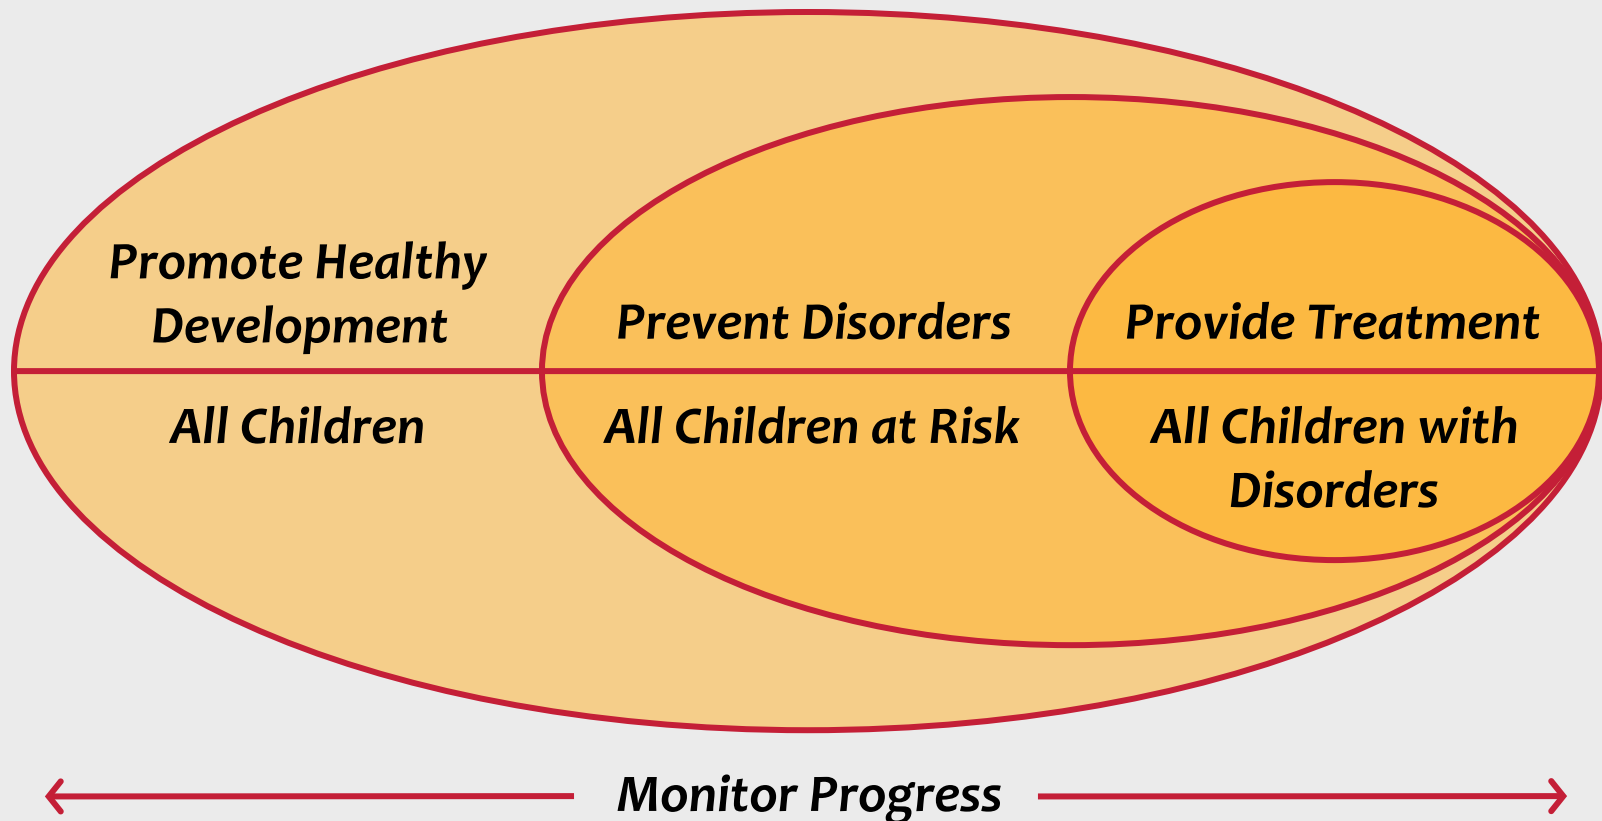 Promote Healthy
Development
All Children
Prevent Disorders
All Children at Risk
Provide Treatment
All Children with
Disorders
Monitor Progress